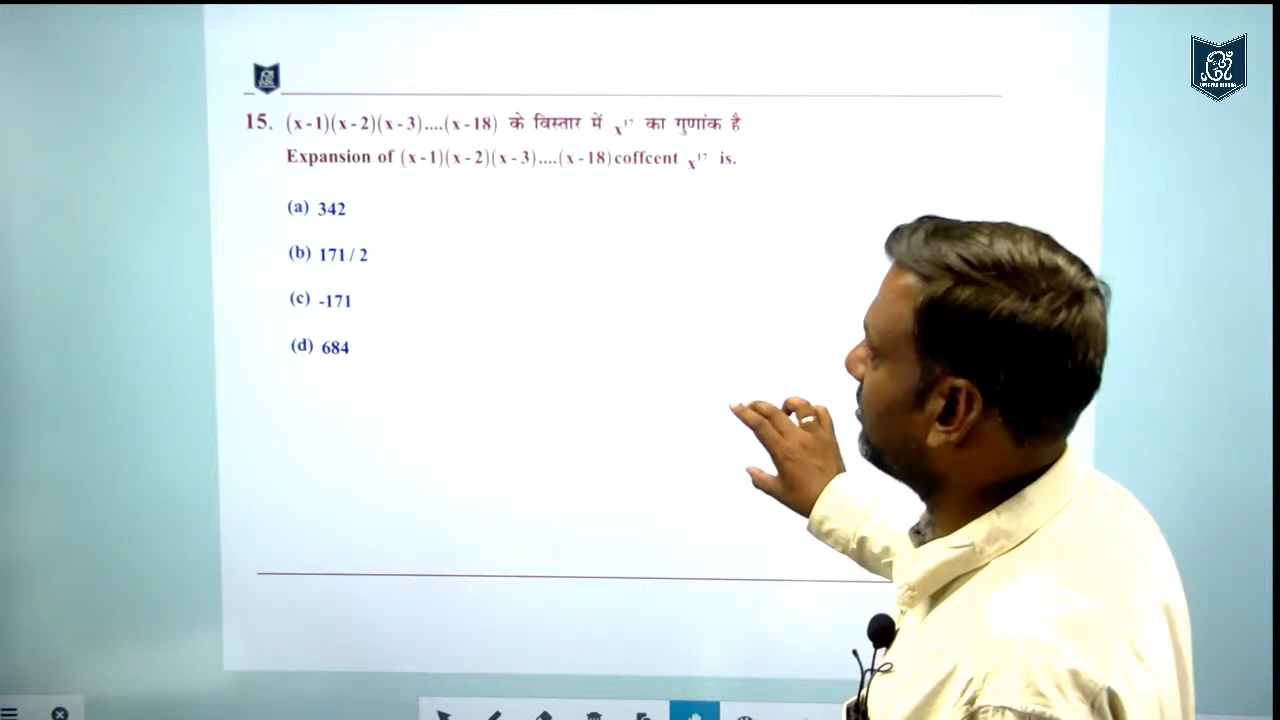 15. (x-1)(x-2)(x-3)....(x-18) के विस्तार में x¹⁷ का गुणांक है
Expansion of (x-1)(x-2)(x-3)....(x-18)coffcent x¹⁷ is.
(a) 342
(b) 171/2
(c) -171
(d) 684